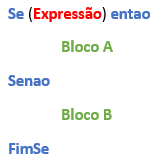 Se (Expressão) entao
Bloco A
Senao
Bloco B
FimSe